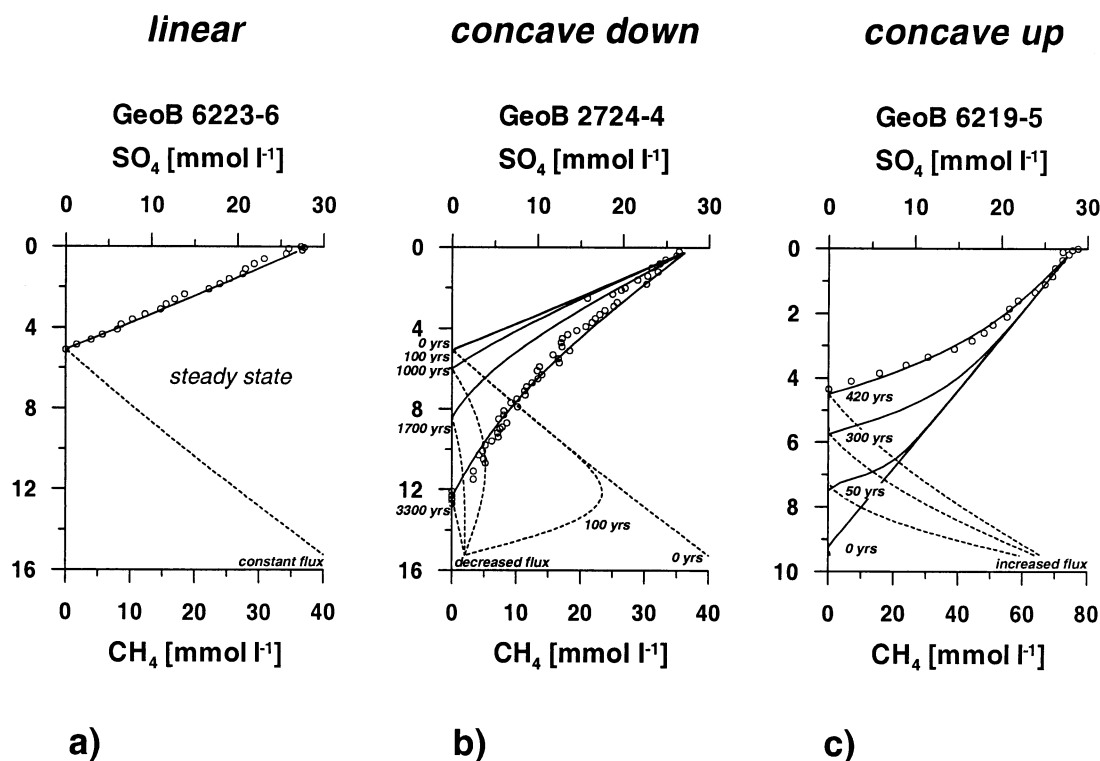 linear
GeoB 6223-6
SO₄ [mmol l⁻¹]
0 10 20 30
0
4
8
12
16
steady state
constant flux
0 10 20 30 40
CH₄ [mmol l⁻¹]
a)
concave down
GeoB 2724-4
SO₄ [mmol l⁻¹]
0 10 20 30
0
4
0 yrs
100 yrs
1000 yrs
8
1700 yrs
12
3300 yrs
100 yrs
decreased flux
0 yrs
16
0 10 20 30 40
CH₄ [mmol l⁻¹]
b)
concave up
GeoB 6219-5
SO₄ [mmol l⁻¹]
0 10 20 30
0
2
4
420 yrs
300 yrs
6
50 yrs
8
0 yrs
increased flux
10
0 20 40 60 80
CH₄ [mmol l⁻¹]
c)